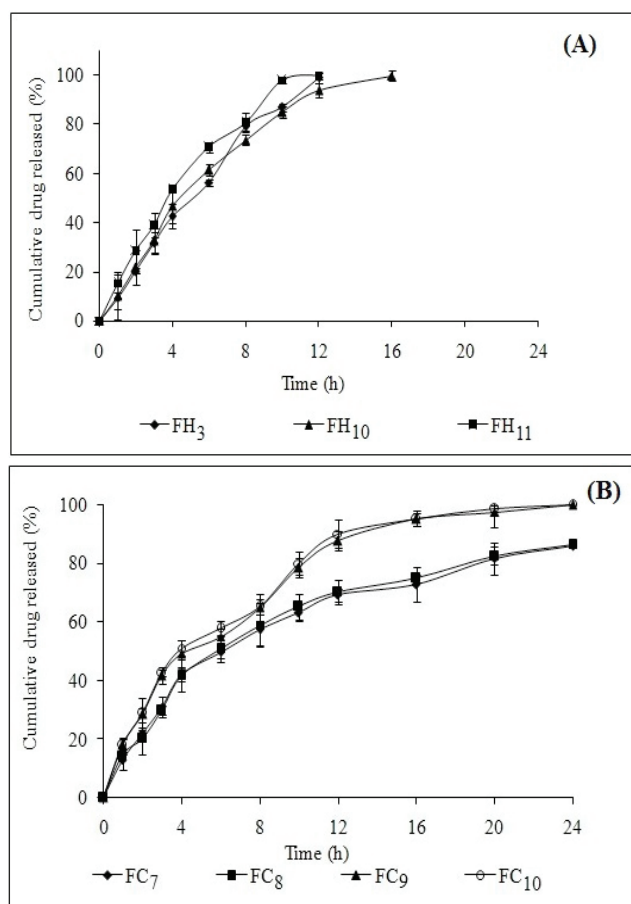 (A)
Cumulative drug released (%)
100
80
60
40
20
0
0 4 8 12 16 20 24
Time (h)
FH3 FH10 FH11
(B)
Cumulative drug released (%)
100
80
60
40
20
0
0 4 8 12 16 20 24
Time (h)
FC7 FC8 FC9 FC10